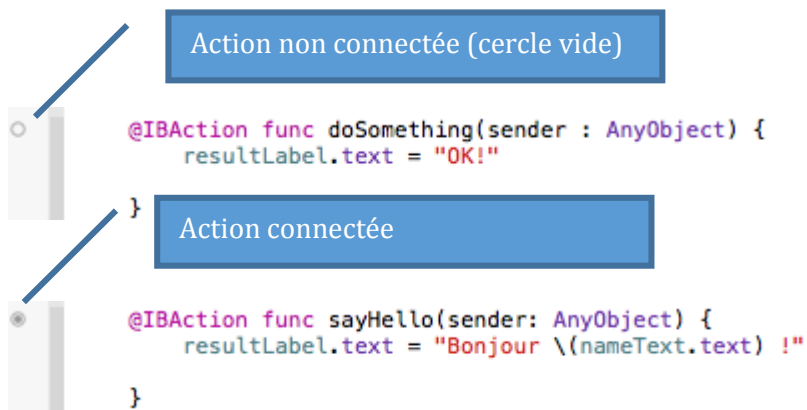 Action non connectée (cercle vide)
@IBAction func doSomething(sender : AnyObject) {
resultLabel.text = "OK!"
}
Action connectée
@IBAction func sayHello(sender: AnyObject) {
resultLabel.text = "Bonjour \(nameText.text) !"
}